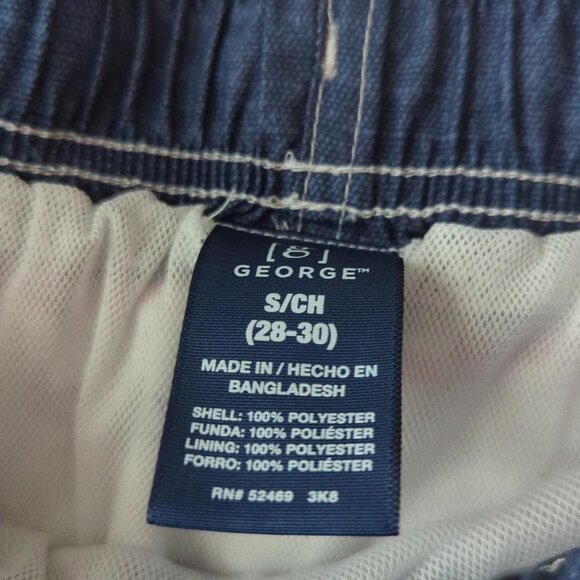 [g]
GEORGE™
S/CH
(28-30)
MADE IN / HECHO EN
BANGLADESH
SHELL: 100% POLYESTER
FUNDA: 100% POLIÉSTER
LINING: 100% POLYESTER
FORRO: 100% POLIÉSTER
RN# 52469 3K8